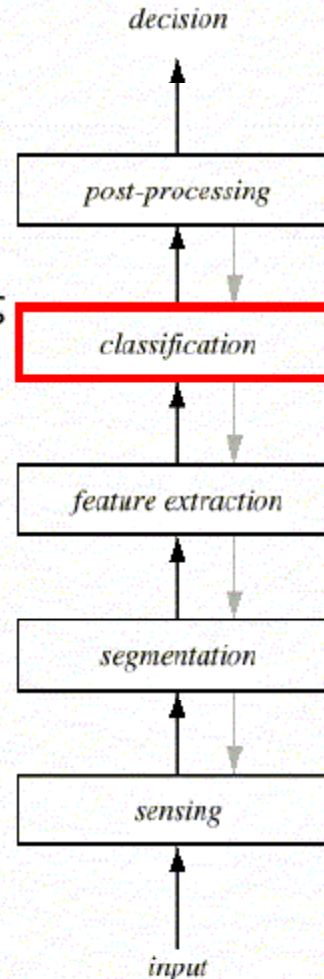 decision
post-processing
classification
feature extraction
segmentation
sensing
input